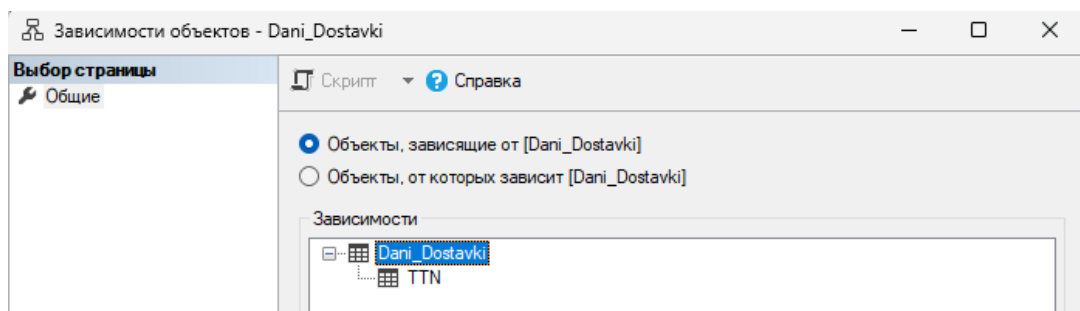 Зависимости объектов - Dani_Dostavki
Выбор страницы
Общие
Скрипт Справка
Объекты, зависящие от [Dani_Dostavki]
Объекты, от которых зависит [Dani_Dostavki]
Зависимости
Dani_Dostavki
TTN